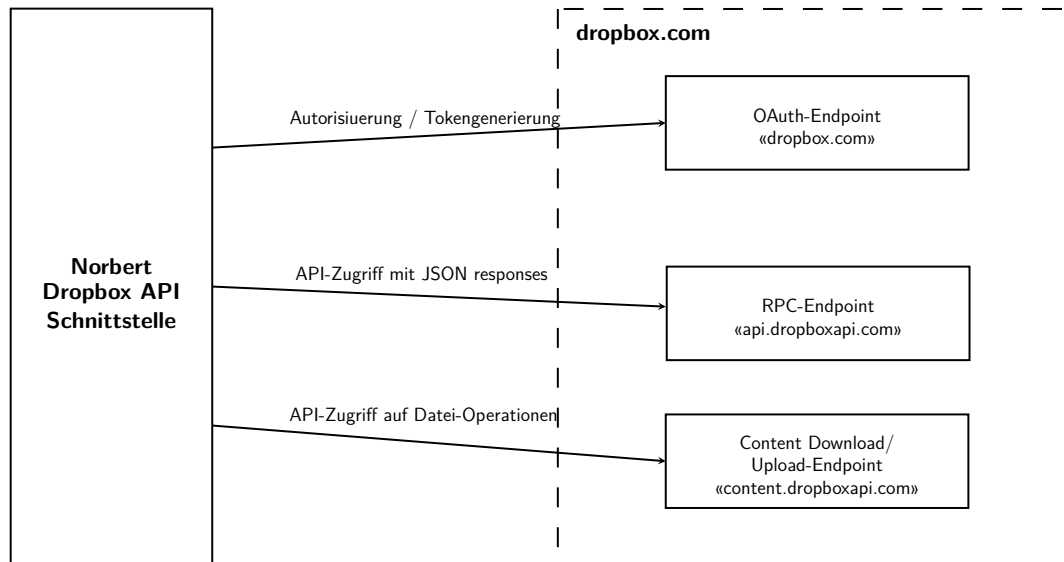 dropbox.com
Autorisiuerung / Tokengenerierung
OAuth-Endpoint
«dropbox.com»
Norbert
Dropbox API
Schnittstelle
API-Zugriff mit JSON responses
RPC-Endpoint
«api.dropboxapi.com»
API-Zugriff auf Datei-Operationen
Content Download/
Upload-Endpoint
«content.dropboxapi.com»